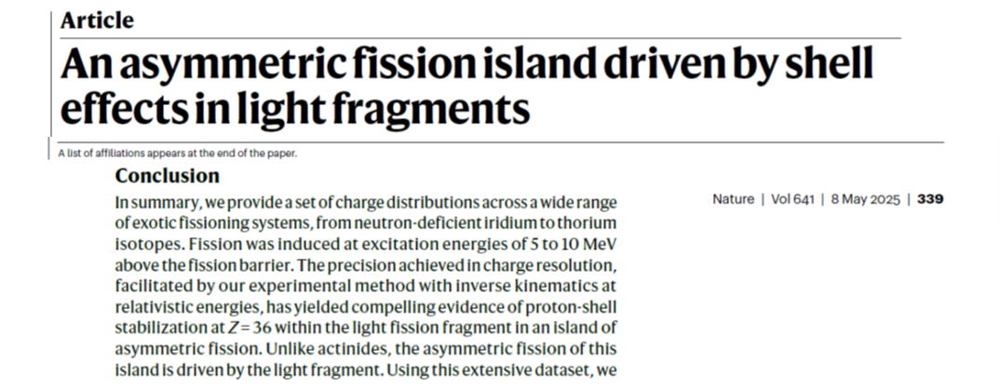 Article
An asymmetric fission island driven by shell
effects in light fragments
A list of affiliations appears at the end of the paper.
Conclusion
In summary, we provide a set of charge distributions across a wide range
of exotic fissioning systems, from neutron-deficient iridium to thorium
isotopes. Fission was induced at excitation energies of 5 to 10 MeV
above the fission barrier. The precision achieved in charge resolution,
facilitated by our experimental method with inverse kinematics at
relativistic energies, has yielded compelling evidence of proton-shell
stabilization at Z = 36 within the light fission fragment in an island of
asymmetric fission. Unlike actinides, the asymmetric fission of this
island is driven by the light fragment. Using this extensive dataset, we
Nature | Vol 641 | 8 May 2025 | 339